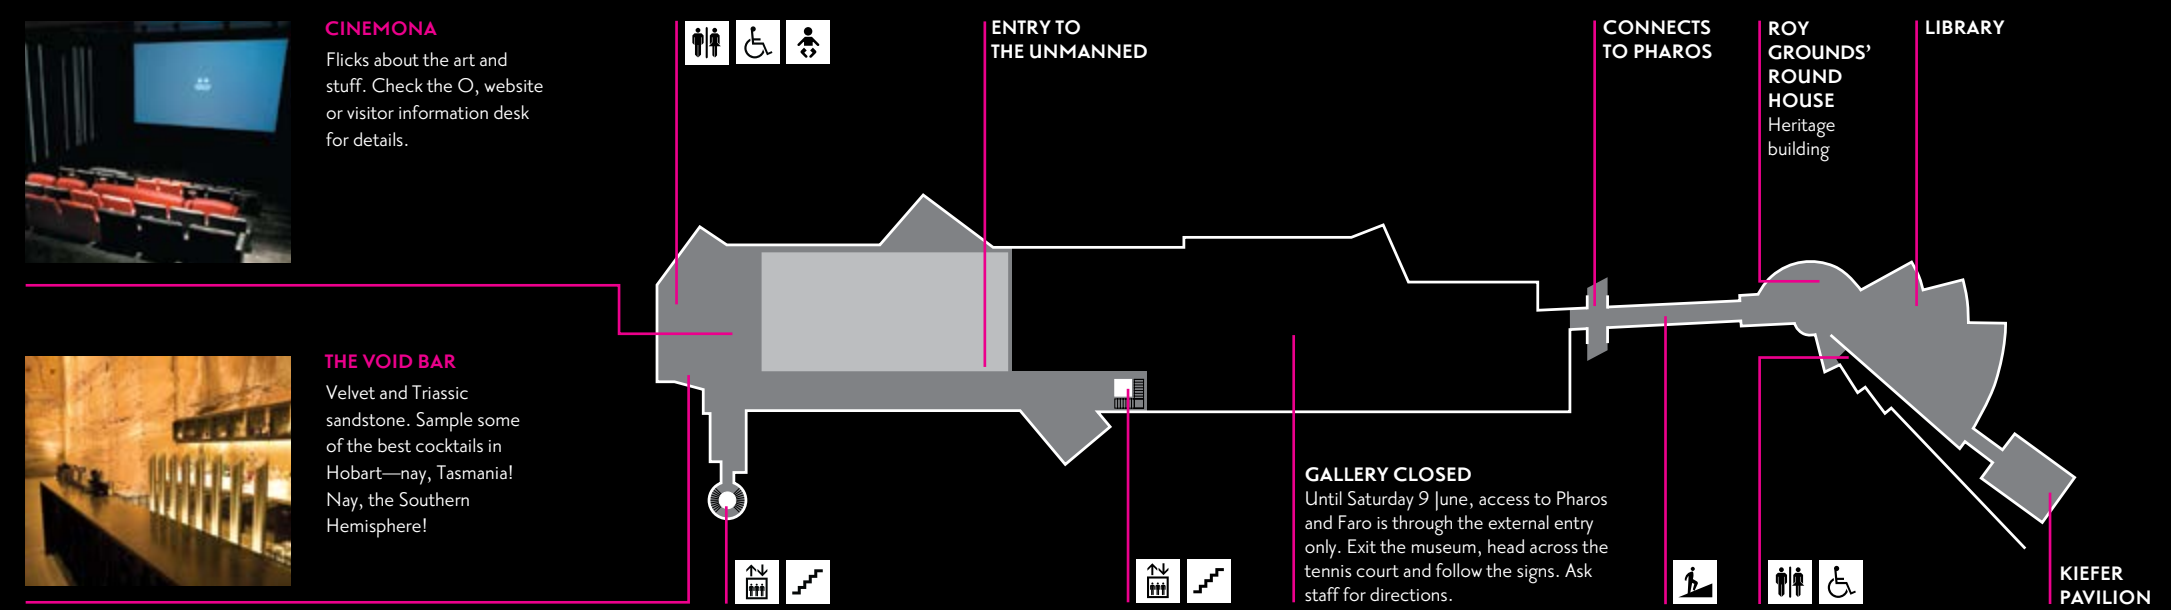 CINEMONA
Flicks about the art and
stuff. Check the O, website
or visitor information desk
for details.
THE VOID BAR
Velvet and Triassic
sandstone. Sample some
of the best cocktails in
Hobart—nay, Tasmania!
Nay, the Southern
Hemisphere!
ENTRY TO
THE UNMANNED
GALLERY CLOSED
Until Saturday 9 June, access to Pharos
and Faro is through the external entry
only. Exit the museum, head across the
tennis court and follow the signs. Ask
staff for directions.
CONNECTS
TO PHAROS
ROY
GROUNDS’
ROUND
HOUSE
Heritage
building
LIBRARY
KIEFER
PAVILION